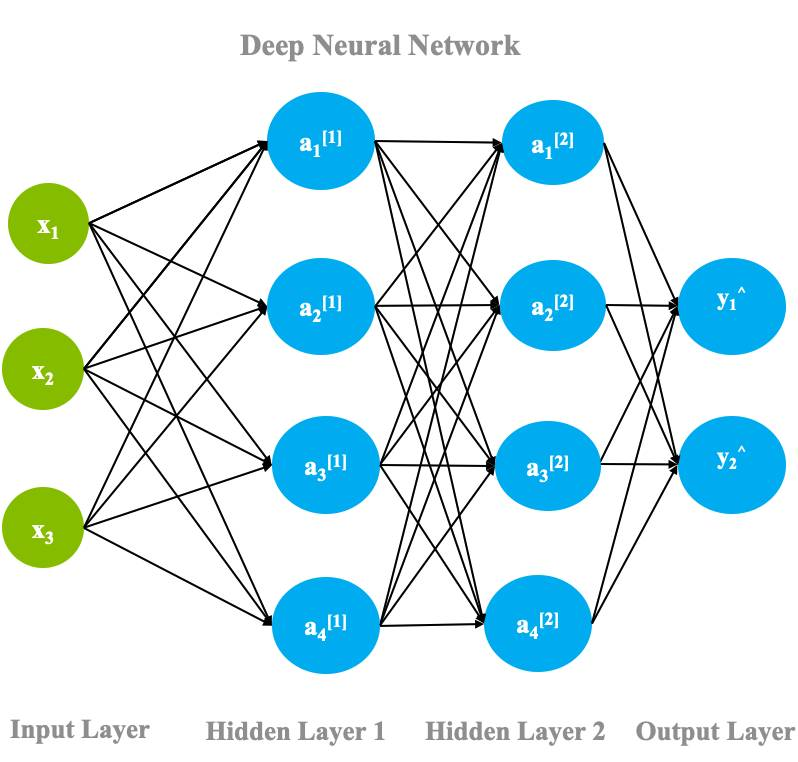 Deep Neural Network
a₁[1] a₁[2]
x₁
a₂[1] a₂[2] y₁^
x₂
a₃[1] a₃[2] y₂^
x₃
a₄[1] a₄[2]
Input Layer Hidden Layer 1 Hidden Layer 2 Output Layer